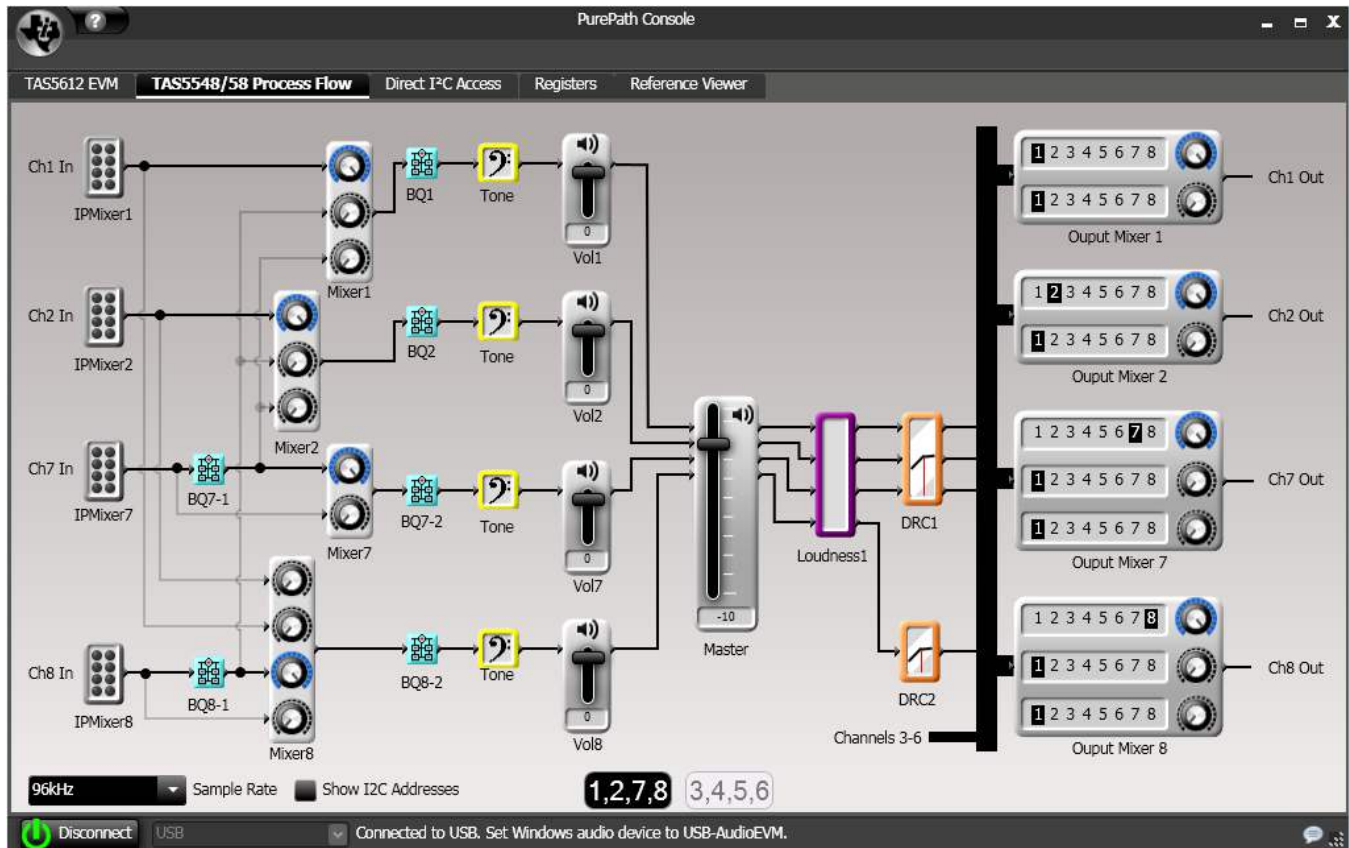 PurePath Console
?
X
TAS5612 EVM TAS5548/58 Process Flow Direct I²C Access Registers Reference Viewer
Ch1 In
IPMixer1
Mixer1
BQ1
Tone
0
Vol1
1 2 3 4 5 6 7 8
1 2 3 4 5 6 7 8
Ouput Mixer 1
Ch1 Out
Ch2 In
IPMixer2
Mixer2
BQ2
Tone
0
Vol2
1 2 3 4 5 6 7 8
1 2 3 4 5 6 7 8
Ouput Mixer 2
Ch2 Out
Ch7 In
IPMixer7
BQ7-1
Mixer7
BQ7-2
Tone
0
Vol7
-10
Master
Loudness1
DRC1
1 2 3 4 5 6 7 8
1 2 3 4 5 6 7 8
1 2 3 4 5 6 7 8
Ouput Mixer 7
Ch7 Out
Ch8 In
IPMixer8
BQ8-1
Mixer8
BQ8-2
Tone
0
Vol8
DRC2
Channels 3-6
1 2 3 4 5 6 7 8
1 2 3 4 5 6 7 8
1 2 3 4 5 6 7 8
Ouput Mixer 8
Ch8 Out
96kHz Sample Rate Show I2C Addresses 1,2,7,8 3,4,5,6
Disconnect USB Connected to USB. Set Windows audio device to USB-AudioEVM.